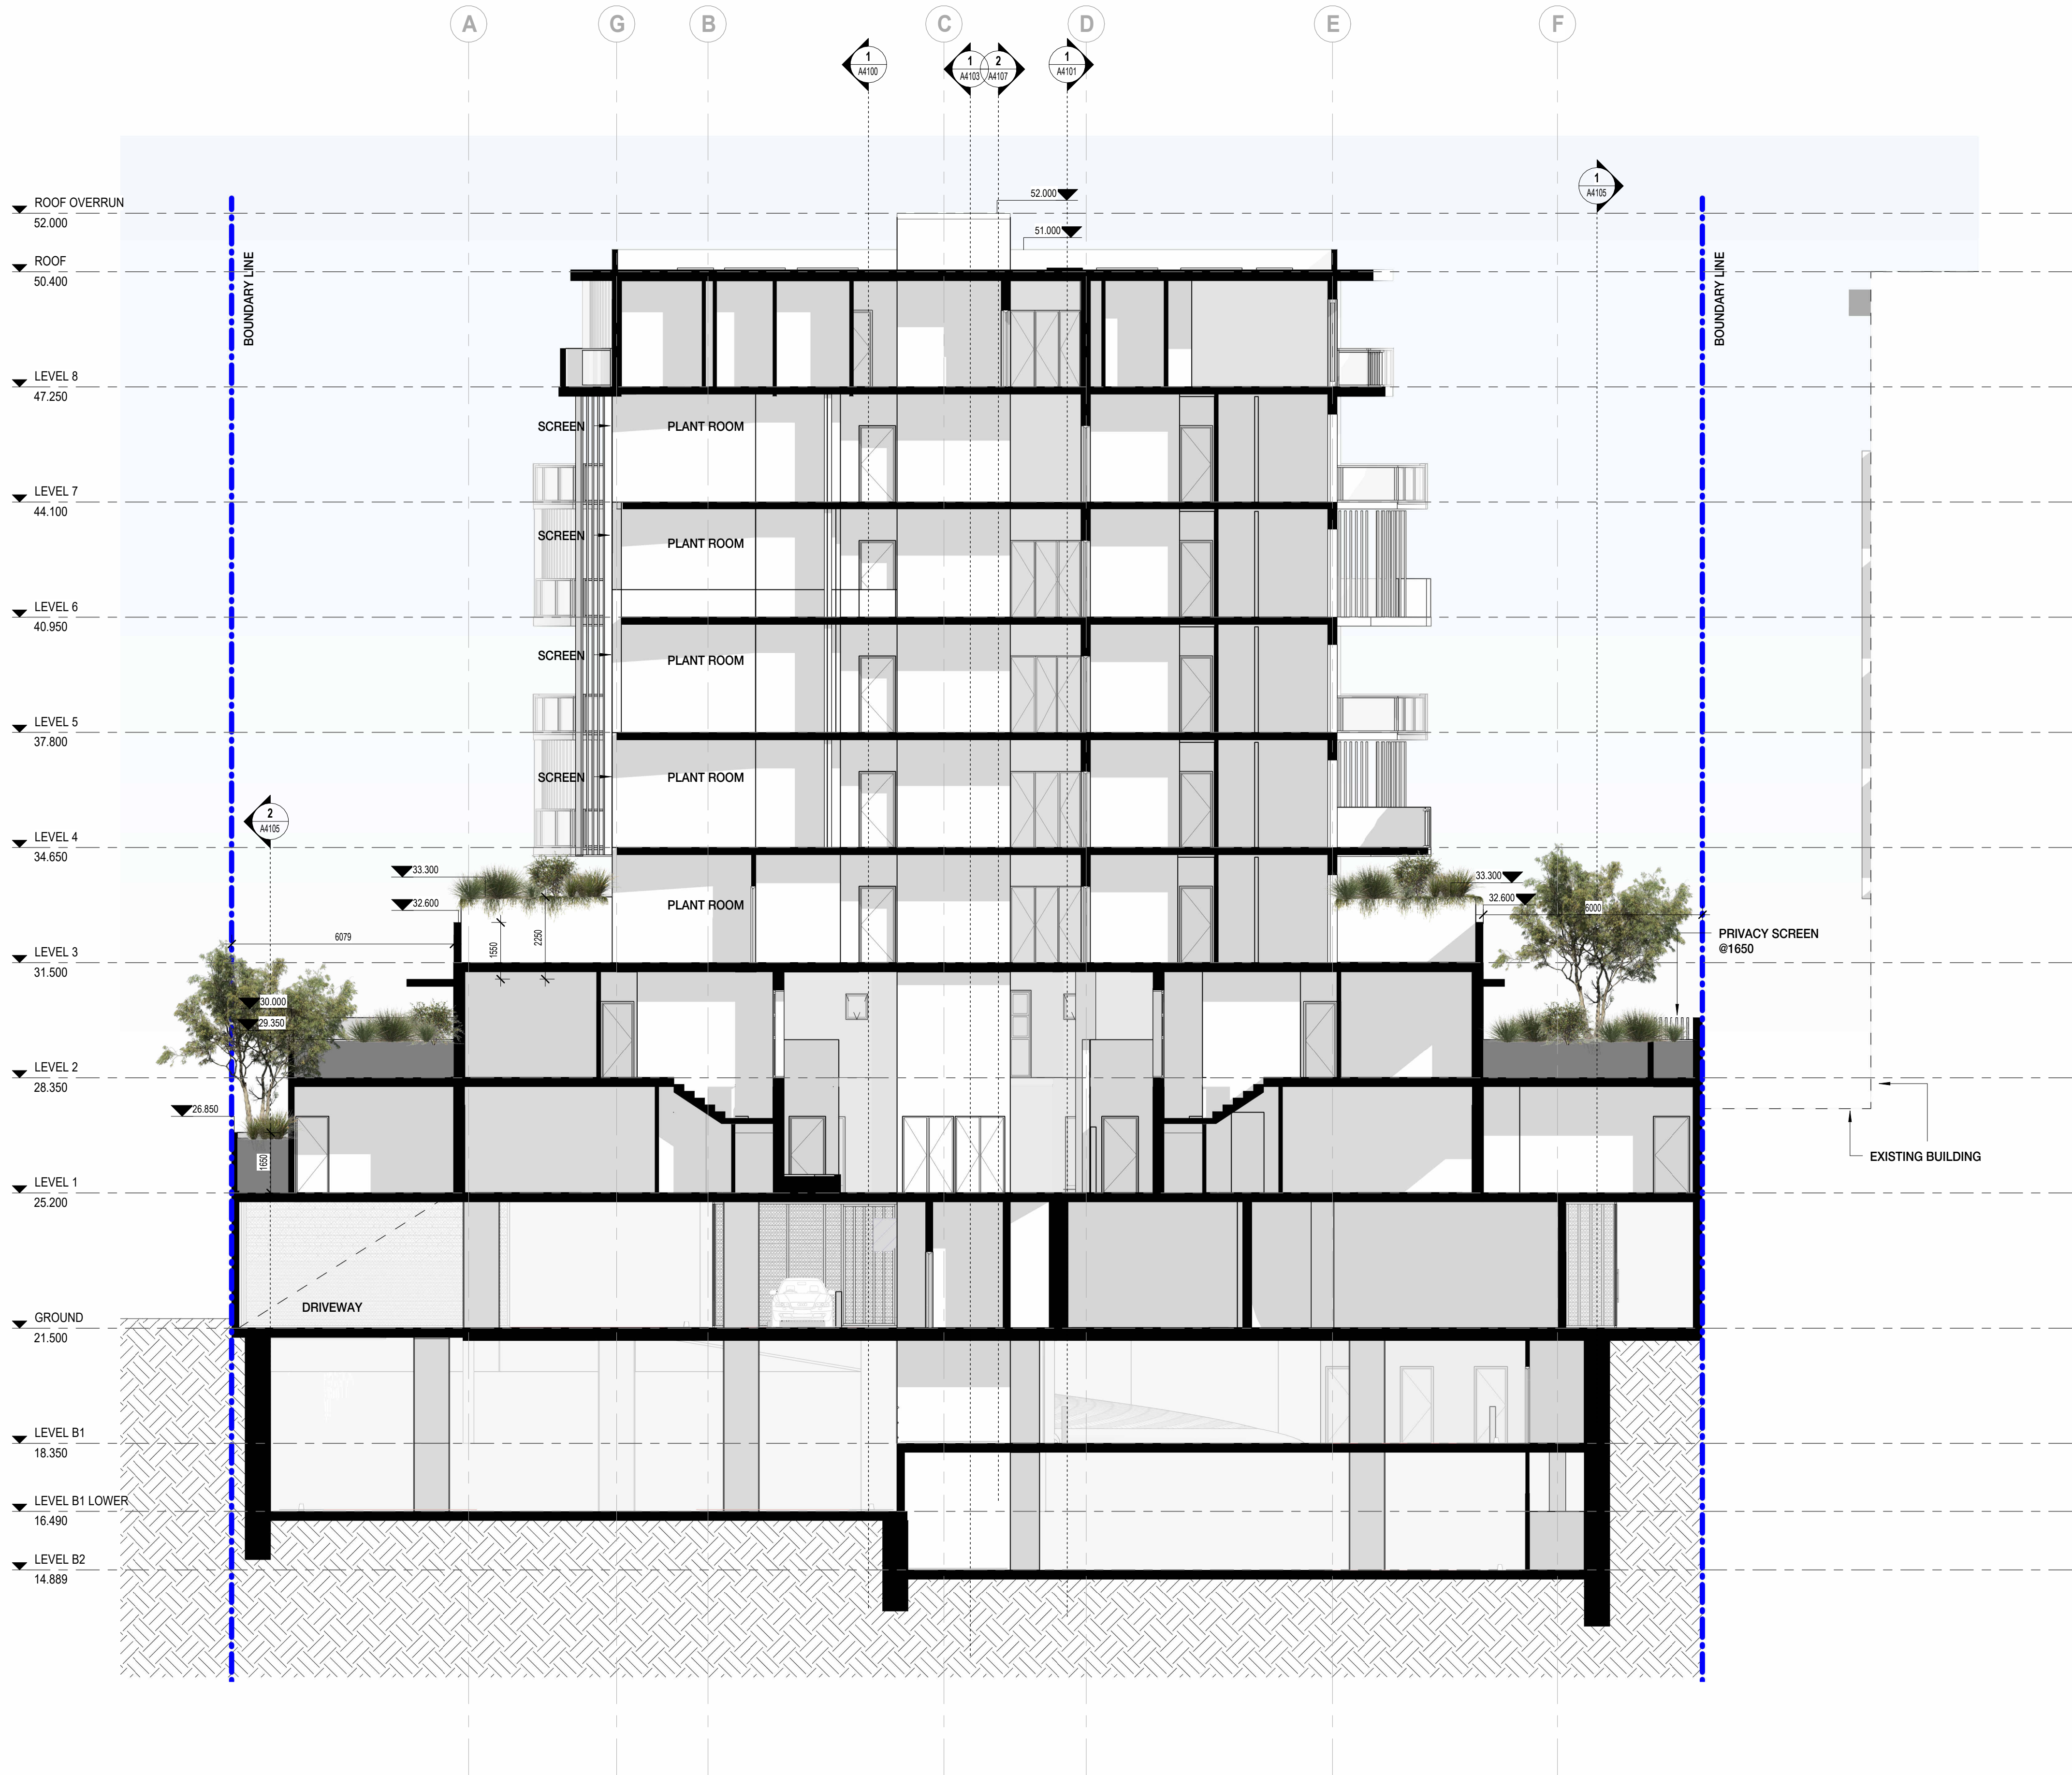 A
G
B
C
D
E
F
1
A4100
1
A4103
2
A4107
1
A4101
1
A4105
ROOF OVERRUN
52.000
52.000
51.000
BOUNDARY LINE
BOUNDARY LINE
ROOF
50.400
LEVEL 8
47.250
SCREEN
PLANT ROOM
LEVEL 7
44.100
SCREEN
PLANT ROOM
LEVEL 6
40.950
SCREEN
PLANT ROOM
LEVEL 5
37.800
SCREEN
PLANT ROOM
2
A4105
LEVEL 4
34.650
33.300
33.300
32.600
32.600
PLANT ROOM
6000
6079
1550
2250
PRIVACY SCREEN
@1650
LEVEL 3
31.500
30.000
29.350
LEVEL 2
28.350
26.850
1650
EXISTING BUILDING
LEVEL 1
25.200
DRIVEWAY
GROUND
21.500
LEVEL B1
18.350
LEVEL B1 LOWER
16.490
LEVEL B2
14.889